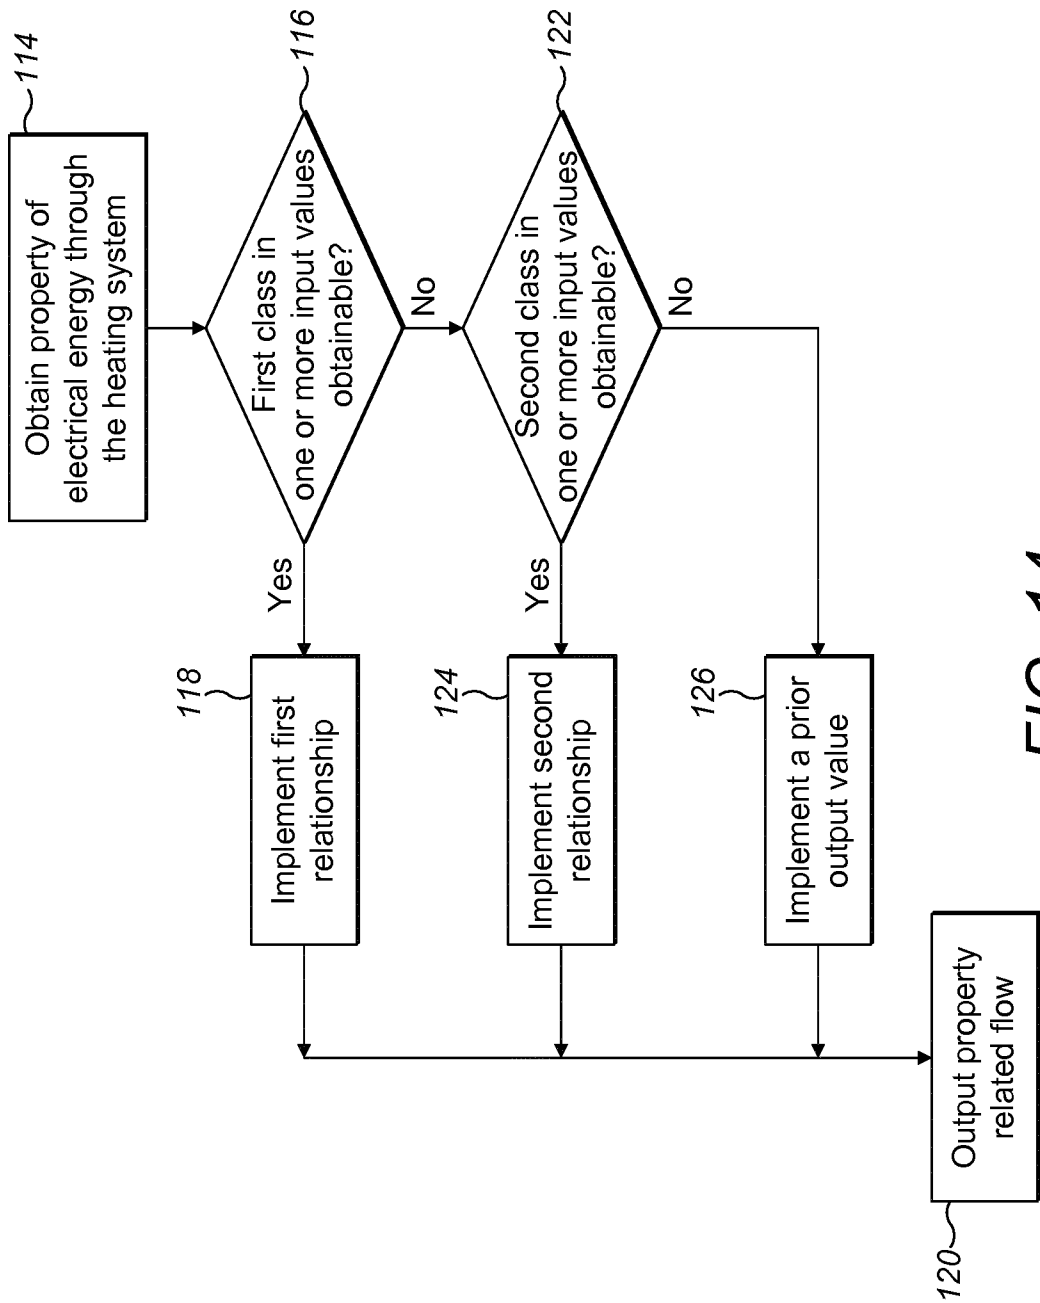 114
Obtain property of
electrical energy through
the heating system
116
First class in
one or more input values
obtainable?
Yes
No
118
Implement first
relationship
122
Second class in
one or more input values
obtainable?
Yes
No
124
Implement second
relationship
126
Implement a prior
output value
120
Output property
related flow